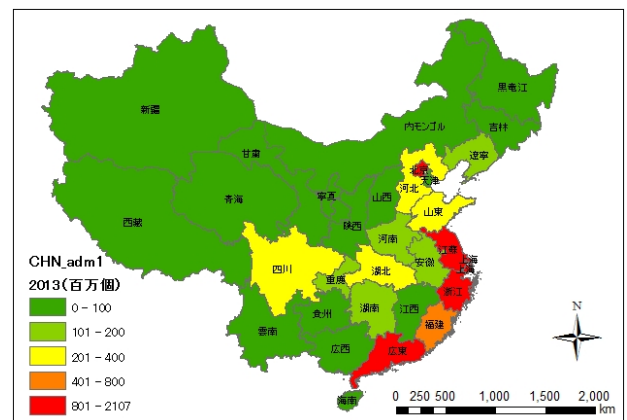 黒竜江
新疆
内モンゴル
吉林
遼寧
甘粛
北京
天津
河北
山西
寧夏
青海
山東
陝西
河南
西蔵
江蘇
上海
上海
安徽
四川
湖北
重慶
浙江
湖南
江西
貴州
福建
雲南
広西
広東
海南
CHN_adm1
2013(百万個)
0 - 100
101 - 200
201 - 400
401 - 800
801 - 2107
N
0 250 500 1,000 1,500 2,000
km